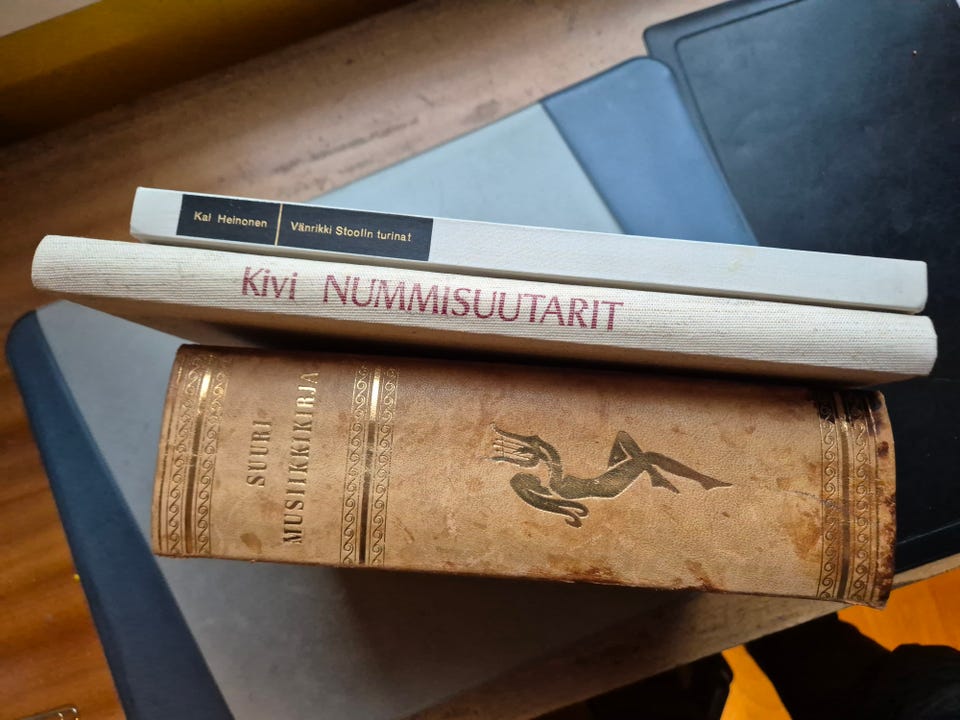 Kai Heinonen Vänrikki Stoolin turinat
Kivi NUMMISUUTARIT
SUURI
MUSIIKKIKIRJA